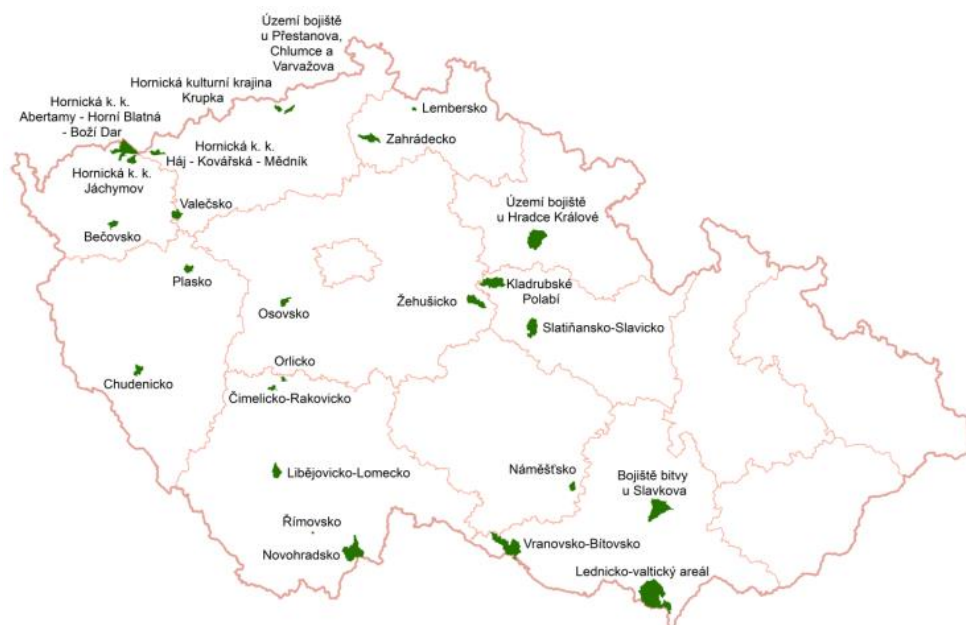 Území bojiště
u Přestanova,
Chlumce a
Varvažova
Hornická kulturní krajina
Krupka
Hornická k. k.
Abertamy - Horní Blatná
- Boží Dar
Lembersko
Zahrádecko
Hornická k. k.
Háj - Kovářská - Mědník
Hornická k. k.
Jáchymov
Valečsko
Bečovsko
Území bojiště
u Hradce Králové
Plasko
Kladrubské
Polabí
Osovsko
Žehušicko
Slatiňansko-Slavicko
Orlicko
Chudenicko
Čimelicko-Rakovicko
Libějovicko-Lomecko
Náměšťsko
Bojiště bitvy
u Slavkova
Římovsko
Novohradsko
Vranovsko-Bítovsko
Lednicko-valtický areál